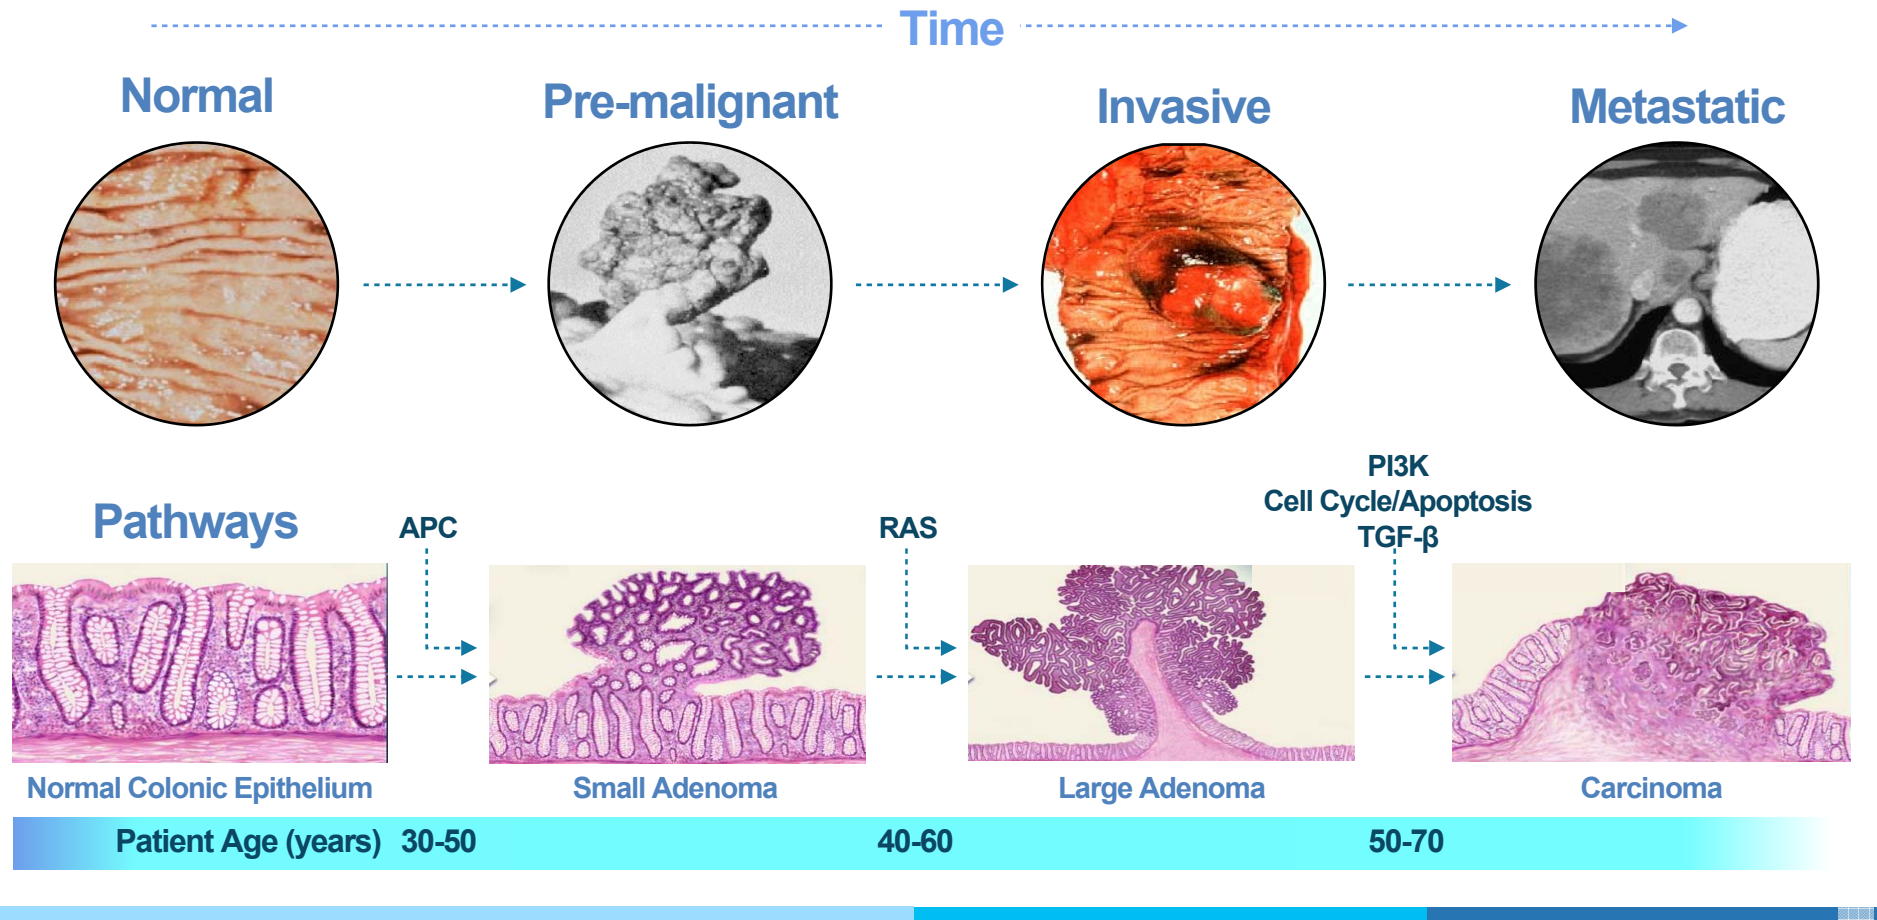 Time
Normal
Pre-malignant
Invasive
Metastatic
Pathways
APC
RAS
PI3K
Cell Cycle/Apoptosis
TGF-β
Normal Colonic Epithelium
Small Adenoma
Large Adenoma
Carcinoma
Patient Age (years) 30-50
40-60
50-70